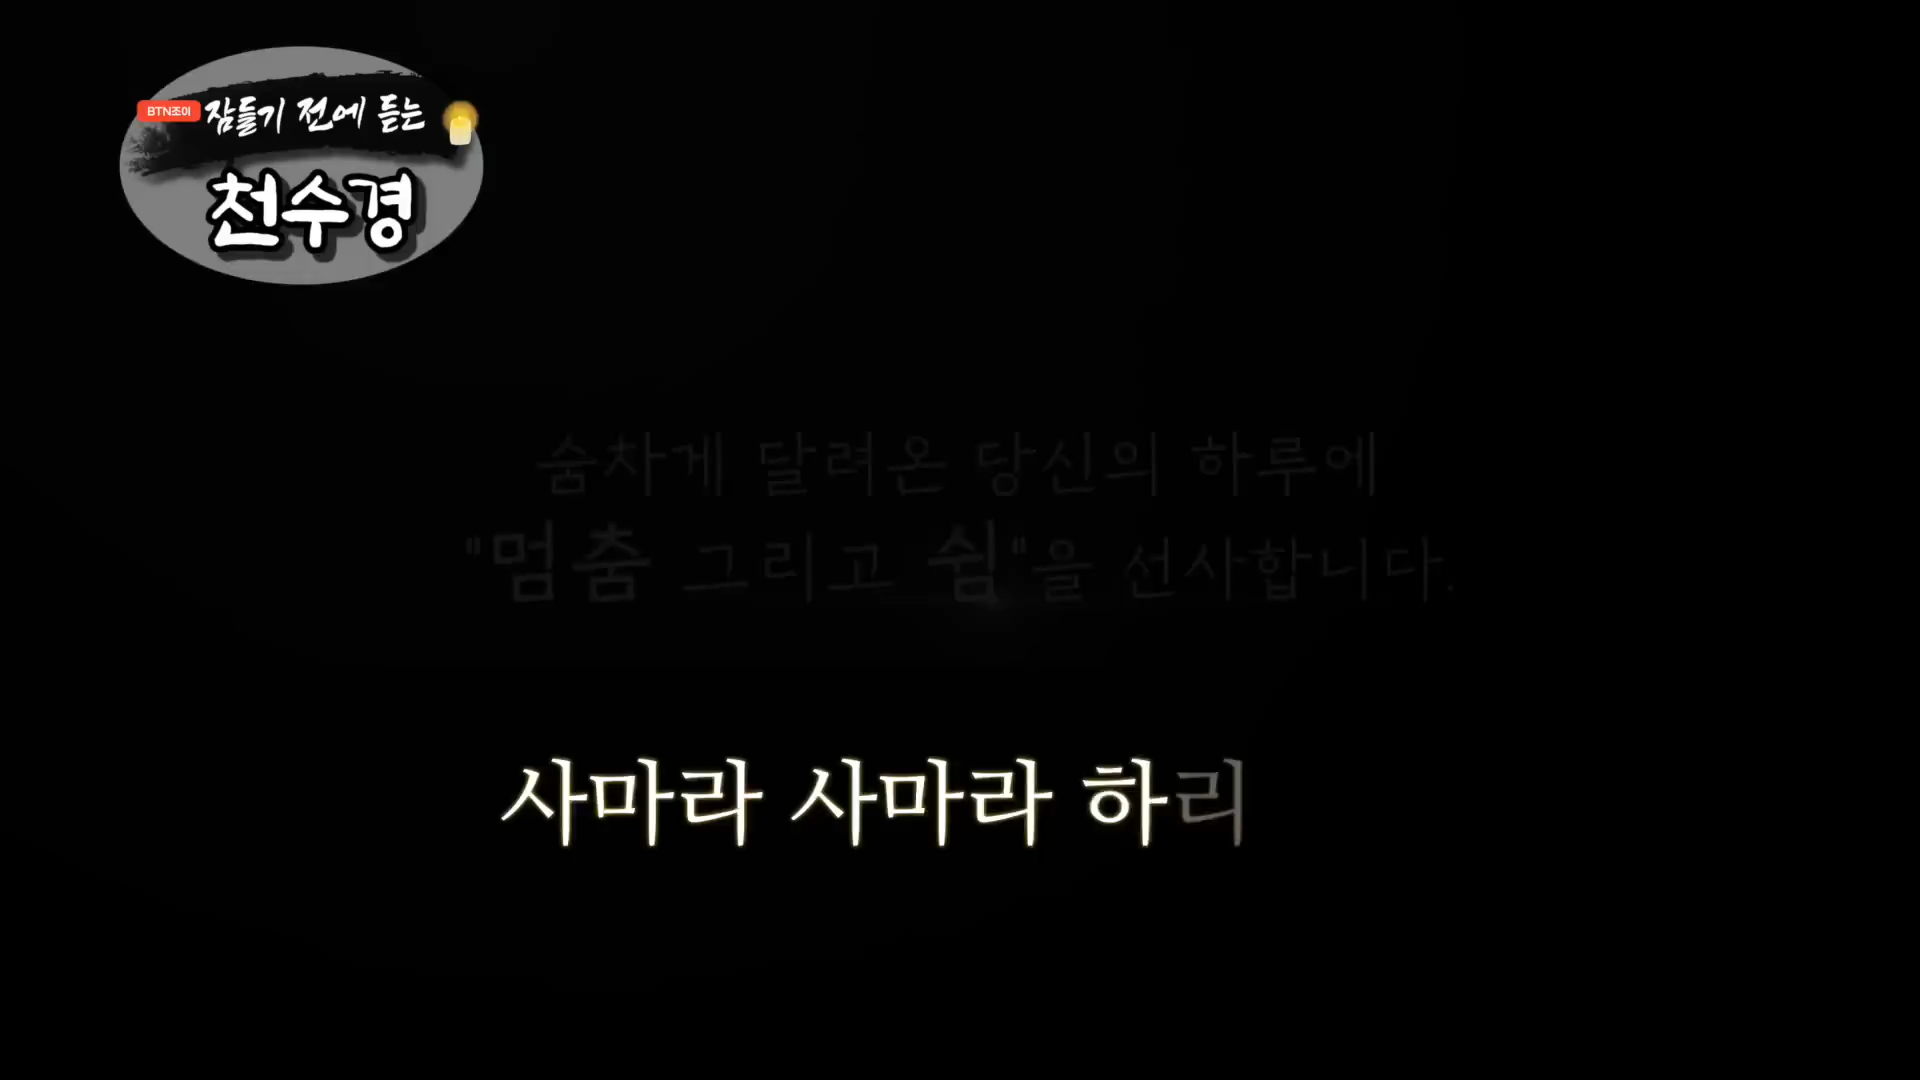 BTN조이 잠들기 전에 듣는
천수경
숨차게 달려온 당신의 하루에
"멈춤 그리고 쉼"을 선사합니다.
사마라 사마라 하리